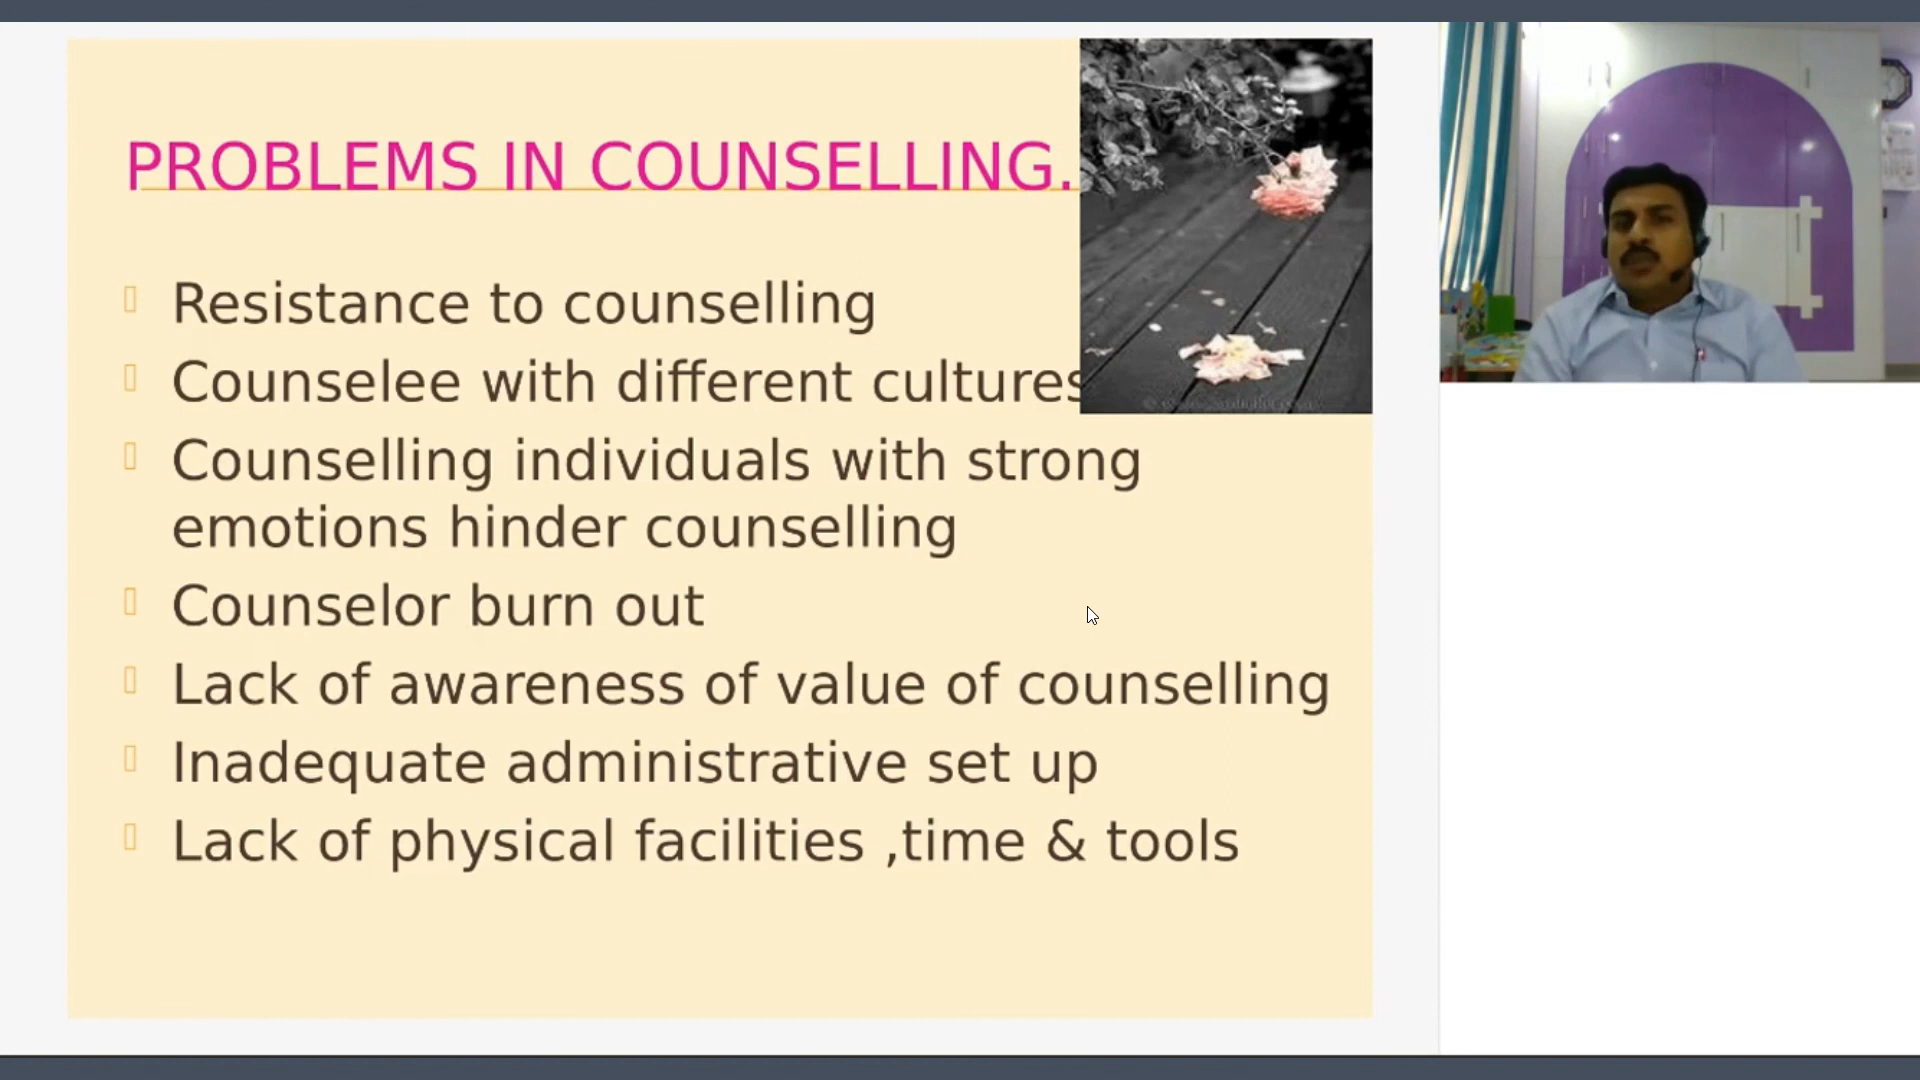 PROBLEMS IN COUNSELLING.
Resistance to counselling
Counselee with different cultures
Counselling individuals with strong
emotions hinder counselling
Counselor burn out
Lack of awareness of value of counselling
Inadequate administrative set up
Lack of physical facilities ,time & tools